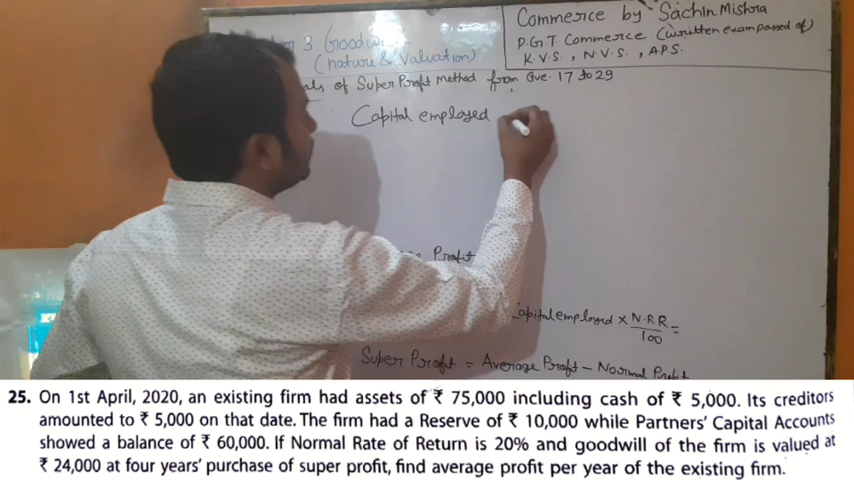 Commerce by Sachin Mishra
P.G.T Commerce (written exam passed of)
K.V.S., N.V.S., A.P.S.
3 Goodwi
(nature & Valuation)
of Super Profit Method from Que. 17 to 29
Capital employed
Profit
Capital employed × N.R.R =
100
Super Profit = Average Profit - Normal Profit
25. On 1st April, 2020, an existing firm had assets of ₹ 75,000 including cash of ₹ 5,000. Its creditors
amounted to ₹ 5,000 on that date. The firm had a Reserve of ₹ 10,000 while Partners' Capital Accounts
showed a balance of ₹ 60,000. If Normal Rate of Return is 20% and goodwill of the firm is valued at
₹ 24,000 at four years' purchase of super profit, find average profit per year of the existing firm.